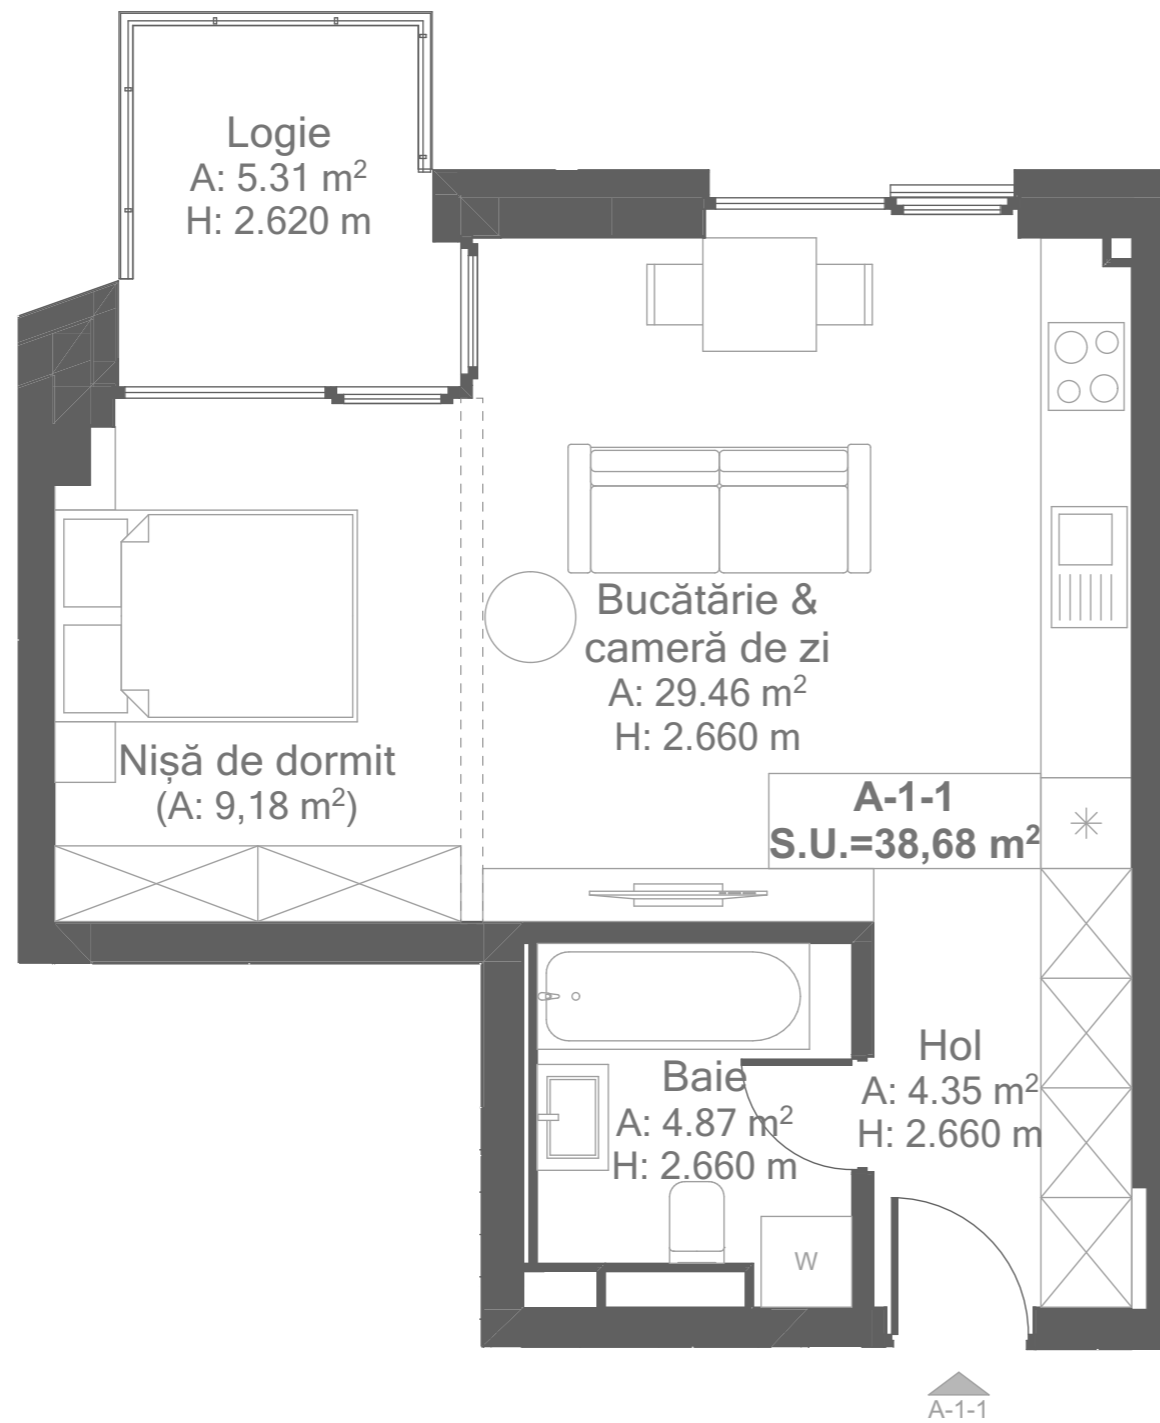 Logie
A: 5.31 m²
H: 2.620 m
Bucătărie &
cameră de zi
A: 29.46 m²
H: 2.660 m
Nișă de dormit
(A: 9,18 m²)
A-1-1
S.U.=38,68 m²
Hol
A: 4.35 m²
H: 2.660 m
Baie
A: 4.87 m²
H: 2.660 m
W
A-1-1